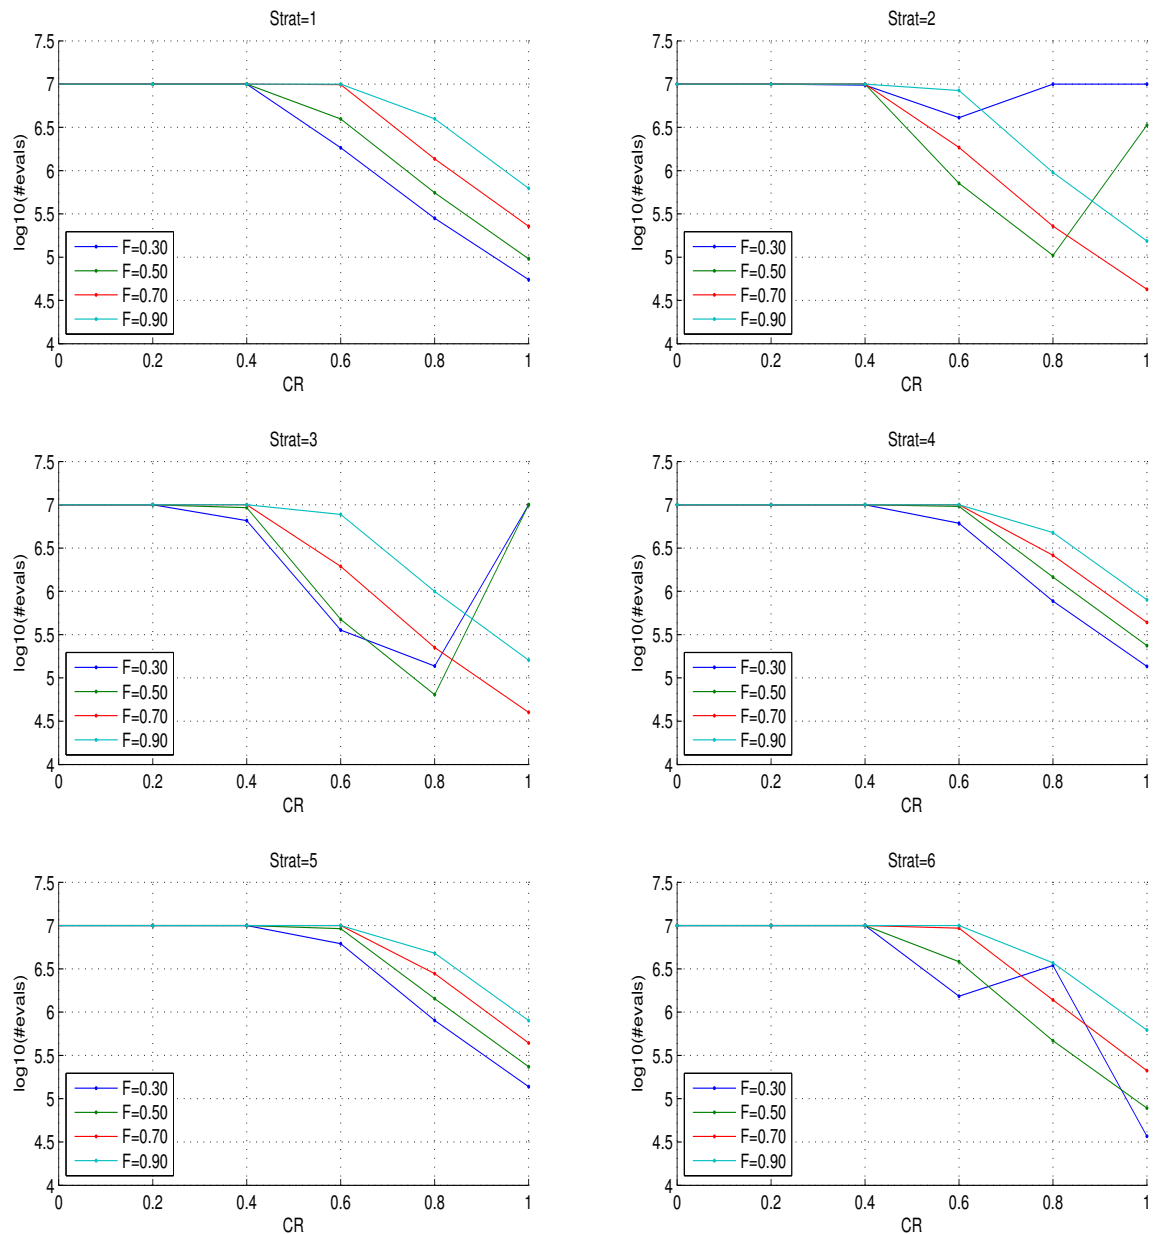 Strat=1
7.5
7
6.5
6
5.5
5
4.5
4
log10(#evals)
F=0.30
F=0.50
F=0.70
F=0.90
0 0.2 0.4 0.6 0.8 1
CR
Strat=2
7.5
7
6.5
6
5.5
5
4.5
4
log10(#evals)
F=0.30
F=0.50
F=0.70
F=0.90
0 0.2 0.4 0.6 0.8 1
CR
Strat=3
7.5
7
6.5
6
5.5
5
4.5
4
log10(#evals)
F=0.30
F=0.50
F=0.70
F=0.90
0 0.2 0.4 0.6 0.8 1
CR
Strat=4
7.5
7
6.5
6
5.5
5
4.5
4
log10(#evals)
F=0.30
F=0.50
F=0.70
F=0.90
0 0.2 0.4 0.6 0.8 1
CR
Strat=5
7.5
7
6.5
6
5.5
5
4.5
4
log10(#evals)
F=0.30
F=0.50
F=0.70
F=0.90
0 0.2 0.4 0.6 0.8 1
CR
Strat=6
7.5
7
6.5
6
5.5
5
4.5
4
log10(#evals)
F=0.30
F=0.50
F=0.70
F=0.90
0 0.2 0.4 0.6 0.8 1
CR